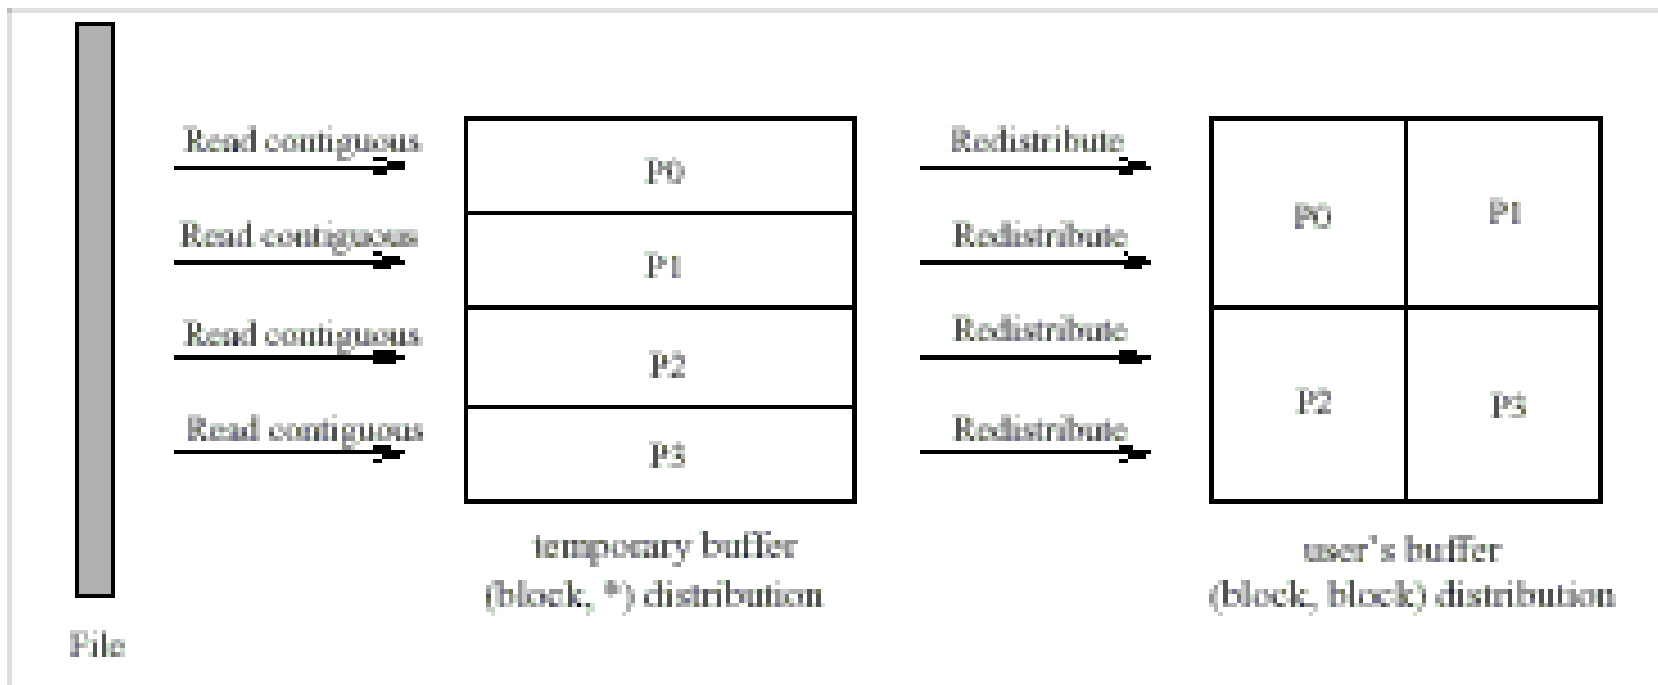 Read contiguous
Read contiguous
Read contiguous
Read contiguous
File
P0
P1
P2
P3
temporary buffer
(block, *) distribution
Redistribute
Redistribute
Redistribute
Redistribute
P0
P1
P2
P3
user's buffer
(block, block) distribution